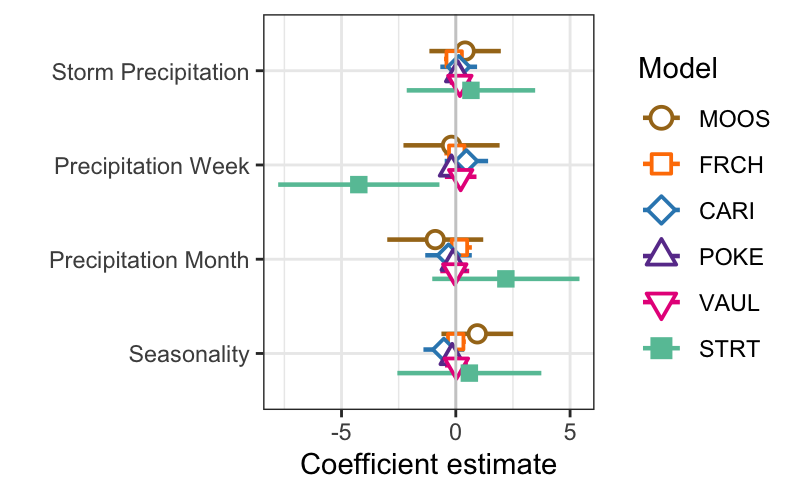 Storm Precipitation
Precipitation Week
Precipitation Month
Seasonality
-5 0 5
Coefficient estimate
Model
MOOS
FRCH
CARI
POKE
VAUL
STRT